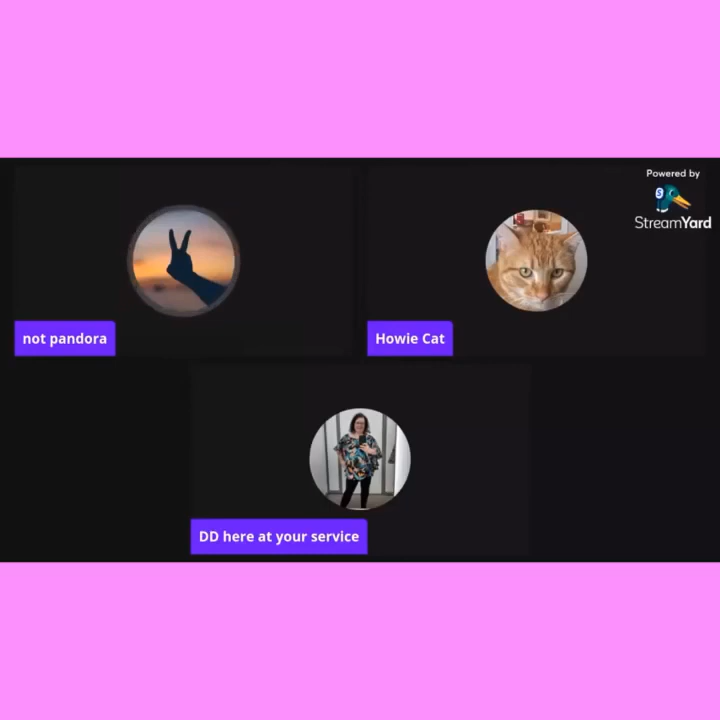 Powered by
StreamYard
not pandora
Howie Cat
DD here at your service